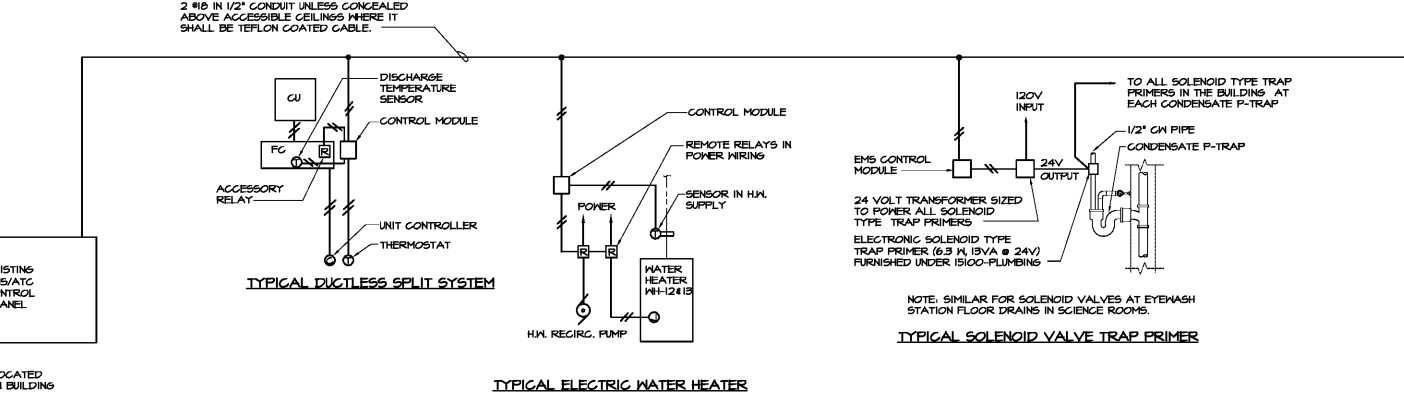 2 #18 IN 1/2" CONDUIT UNLESS CONCEALED
ABOVE ACCESSIBLE CEILINGS WHERE IT
SHALL BE TEFLON COATED CABLE.
CU
DISCHARGE
TEMPERATURE
SENSOR
CONTROL MODULE
FC
R
T
ACCESSORY
RELAY
UNIT CONTROLLER
T
THERMOSTAT
TYPICAL DUCTLESS SPLIT SYSTEM
CONTROL MODULE
REMOTE RELAYS IN
POWER WIRING
SENSOR IN H.W.
SUPPLY
POWER
T
R
R
WATER
HEATER
WH-12&13
H.W. RECIRC. PUMP
TYPICAL ELECTRIC WATER HEATER
120V
INPUT
TO ALL SOLENOID TYPE TRAP
PRIMERS IN THE BUILDING AT
EACH CONDENSATE P-TRAP
1/2" CW PIPE
CONDENSATE P-TRAP
EMS CONTROL
MODULE
24V
OUTPUT
24 VOLT TRANSFORMER SIZED
TO POWER ALL SOLENOID
TYPE TRAP PRIMERS
ELECTRONIC SOLENOID TYPE
TRAP PRIMER (6.3 W, 13VA @ 24V)
FURNISHED UNDER 15100-PLUMBING
NOTE: SIMILAR FOR SOLENOID VALVES AT EYEWASH
STATION FLOOR DRAINS IN SCIENCE ROOMS.
TYPICAL SOLENOID VALVE TRAP PRIMER
ISTING
S/ATC
NTROL
ANEL
OCATED
BUILDING